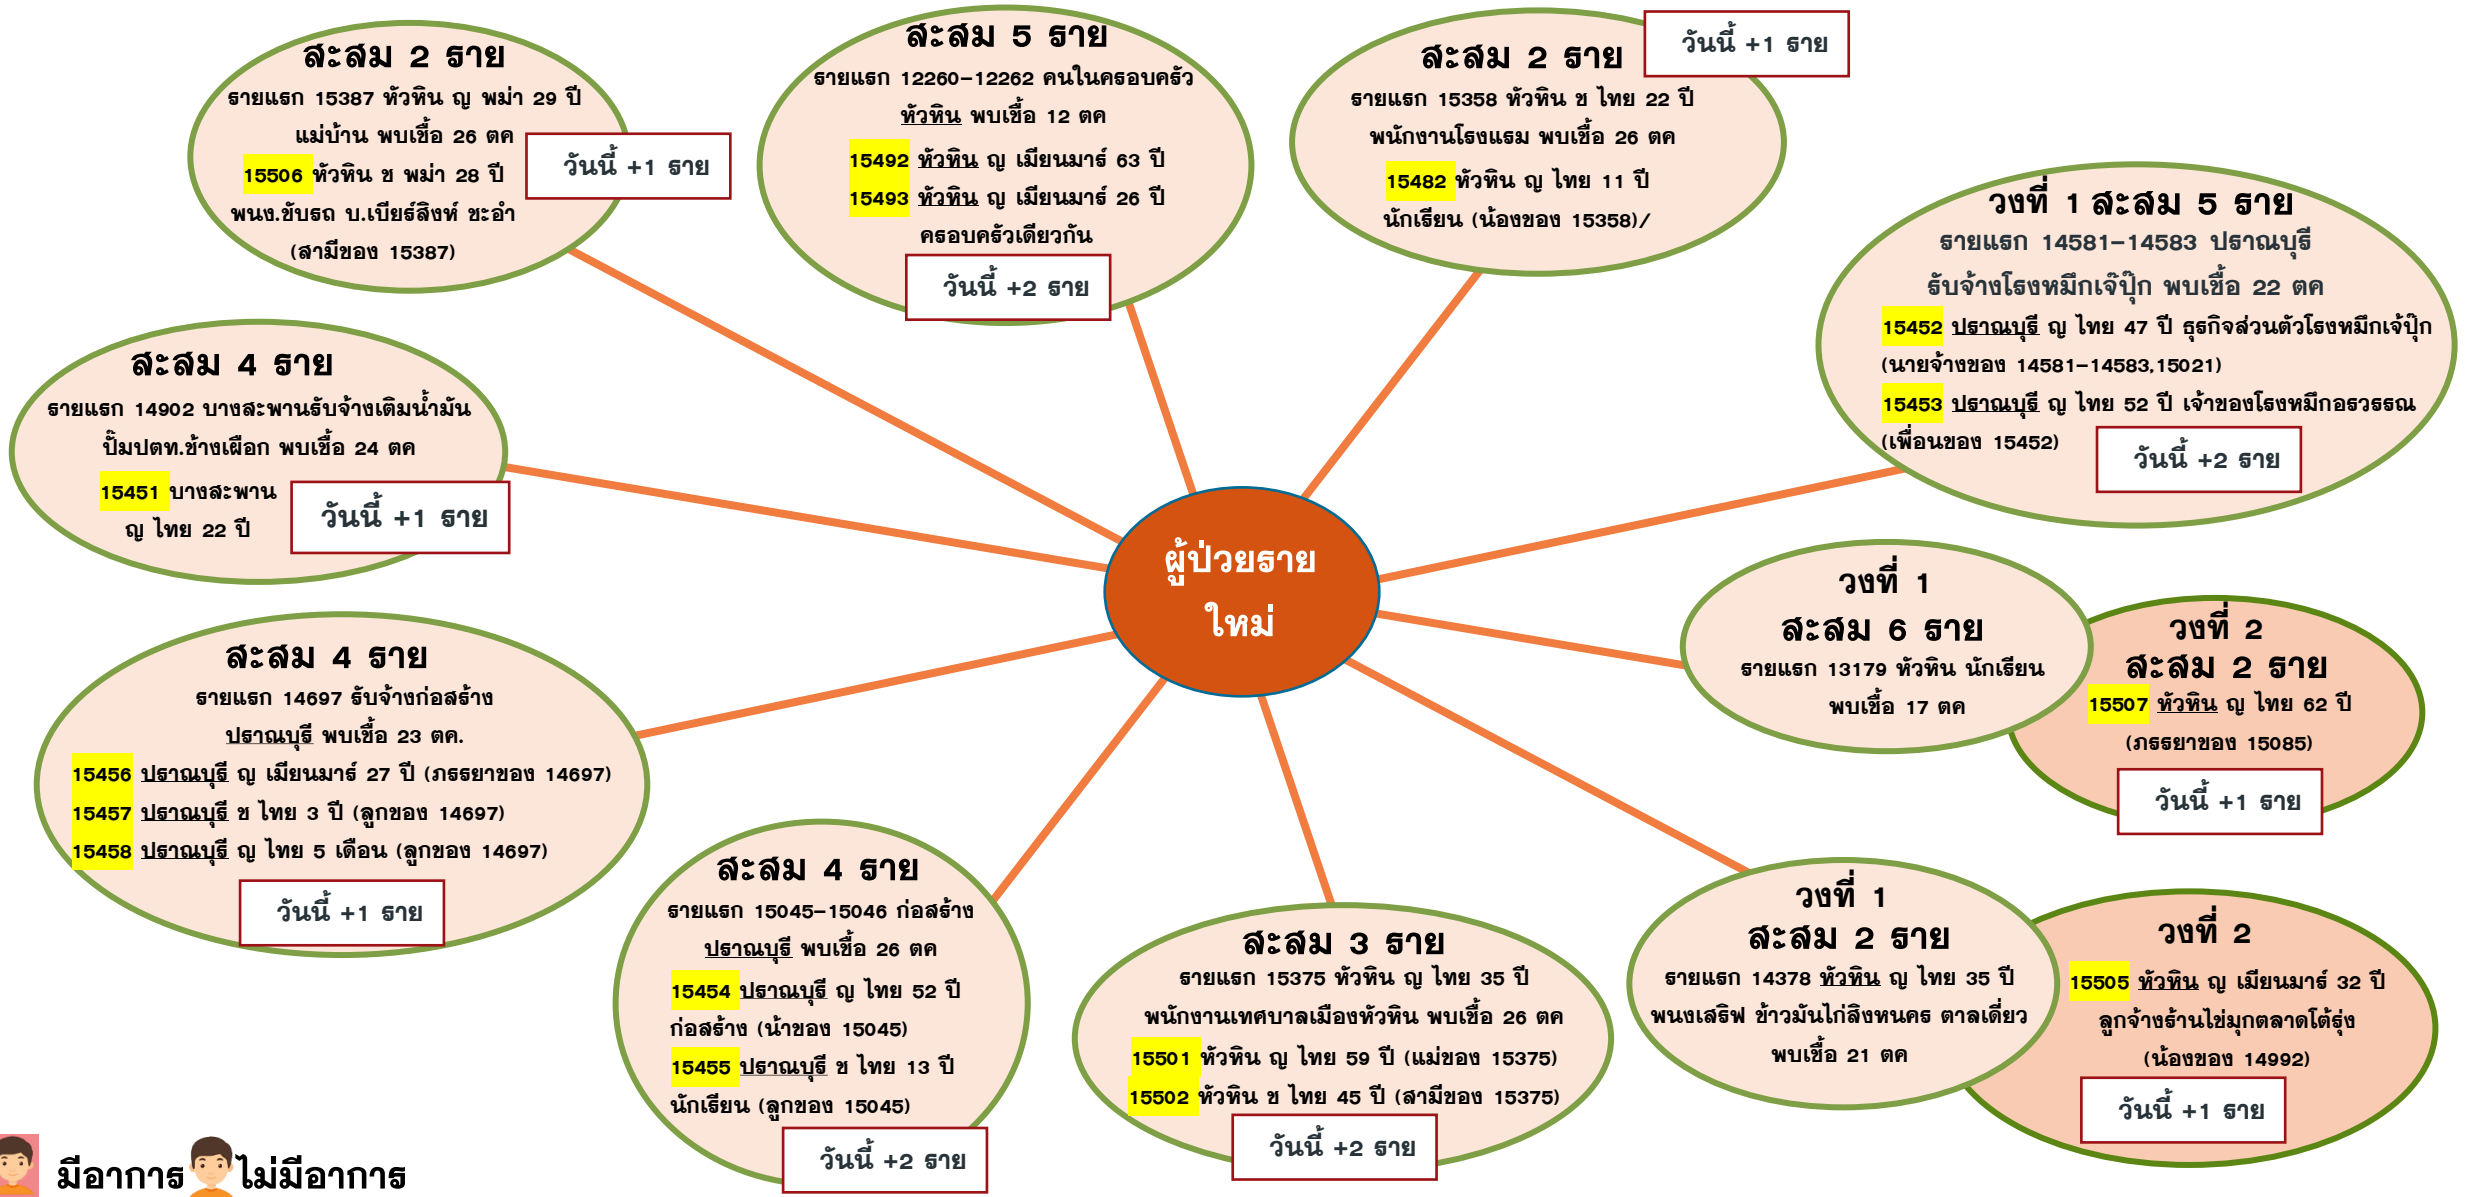 สะสม 2 ราย
รายแรก 15387 หัวหิน ญ พม่า 29 ปี
แม่บ้าน พบเชื้อ 26 ตค
15506 หัวหิน ช พม่า 28 ปี
พนง.ขับรถ บ.เบียร์สิงห์ ชะอำ
(สามีของ 15387)
วันนี้ +1 ราย
สะสม 5 ราย
รายแรก 12260-12262 คนในครอบครัว
หัวหิน พบเชื้อ 12 ตค
15492 หัวหิน ญ เมียนมาร์ 63 ปี
15493 หัวหิน ญ เมียนมาร์ 26 ปี
ครอบครัวเดียวกัน
วันนี้ +2 ราย
สะสม 2 ราย
รายแรก 15358 หัวหิน ช ไทย 22 ปี
พนักงานโรงแรม พบเชื้อ 26 ตค
15482 หัวหิน ญ ไทย 11 ปี
นักเรียน (น้องของ 15358)/
วันนี้ +1 ราย
วงที่ 1 สะสม 5 ราย
รายแรก 14581-14583 ปราณบุรี
รับจ้างโรงหมึกเจ๊ปุ๊ก พบเชื้อ 22 ตค
15452 ปราณบุรี ญ ไทย 47 ปี ธุรกิจส่วนตัวโรงหมึกเจ้ปุ๊ก
(นายจ้างของ 14581-14583,15021)
15453 ปราณบุรี ญ ไทย 52 ปี เจ้าของโรงหมึกอรวรรณ
(เพื่อนของ 15452)
วันนี้ +2 ราย
สะสม 4 ราย
รายแรก 14902 บางสะพานรับจ้างเติมน้ำมัน
ปั๊มปตท.ช้างเผือก พบเชื้อ 24 ตค
15451 บางสะพาน
ญ ไทย 22 ปี
วันนี้ +1 ราย
ผู้ป่วยราย
ใหม่
วงที่ 1
สะสม 6 ราย
รายแรก 13179 หัวหิน นักเรียน
พบเชื้อ 17 ตค
วงที่ 2
สะสม 2 ราย
15507 หัวหิน ญ ไทย 62 ปี
(ภรรยาของ 15085)
วันนี้ +1 ราย
สะสม 4 ราย
รายแรก 14697 รับจ้างก่อสร้าง
ปราณบุรี พบเชื้อ 23 ตค.
15456 ปราณบุรี ญ เมียนมาร์ 27 ปี (ภรรยาของ 14697)
15457 ปราณบุรี ช ไทย 3 ปี (ลูกของ 14697)
15458 ปราณบุรี ญ ไทย 5 เดือน (ลูกของ 14697)
วันนี้ +1 ราย
สะสม 4 ราย
รายแรก 15045-15046 ก่อสร้าง
ปราณบุรี พบเชื้อ 26 ตค
15454 ปราณบุรี ญ ไทย 52 ปี
ก่อสร้าง (น้าของ 15045)
15455 ปราณบุรี ช ไทย 13 ปี
นักเรียน (ลูกของ 15045)
วันนี้ +2 ราย
สะสม 3 ราย
รายแรก 15375 หัวหิน ญ ไทย 35 ปี
พนักงานเทศบาลเมืองหัวหิน พบเชื้อ 26 ตค
15501 หัวหิน ญ ไทย 59 ปี (แม่ของ 15375)
15502 หัวหิน ช ไทย 45 ปี (สามีของ 15375)
วันนี้ +2 ราย
วงที่ 1
สะสม 2 ราย
รายแรก 14378 หัวหิน ญ ไทย 35 ปี
พนงเสริฟ ข้าวมันไก่สิงหนคร ตาลเดี่ยว
พบเชื้อ 21 ตค
วงที่ 2
15505 หัวหิน ญ เมียนมาร์ 32 ปี
ลูกจ้างร้านไข่มุกตลาดโต้รุ่ง
(น้องของ 14992)
วันนี้ +1 ราย
มีอาการ ไม่มีอาการ